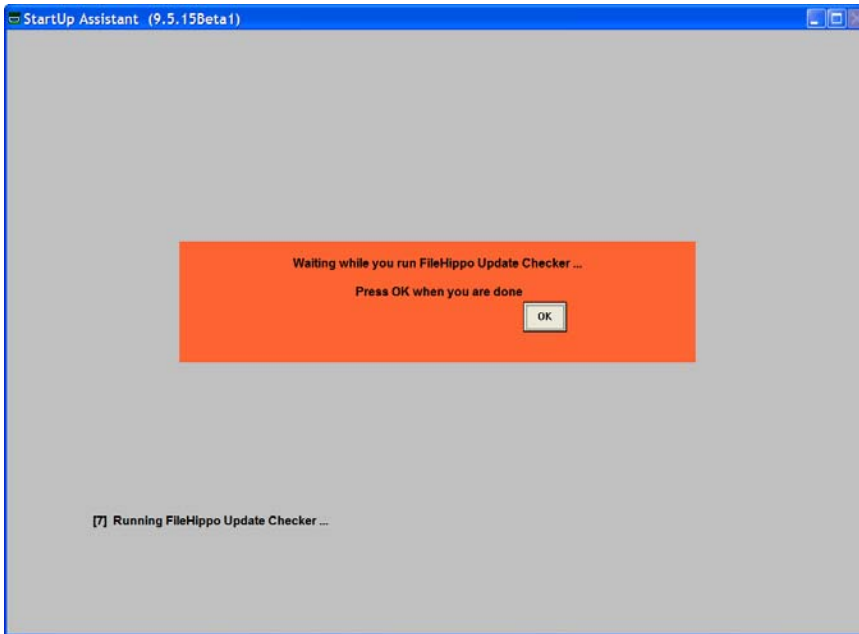 StartUp Assistant (9.5.15Beta1)
Waiting while you run FileHippo Update Checker ...
Press OK when you are done
OK
[7] Running FileHippo Update Checker ...